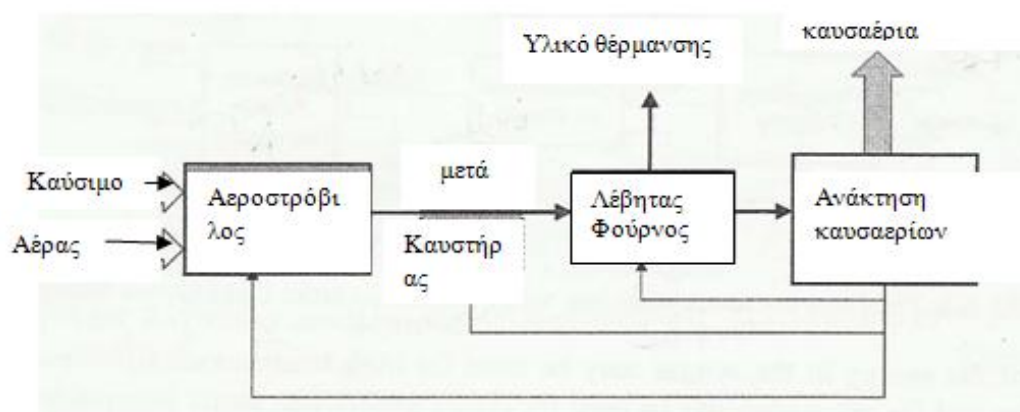 Υλικό θέρμανσης
καυσαέρια
Καύσιμο
Αέρας
Αεροστρόβι
λος
μετά
Καυστήρ
ας
Λέβητας
Φούρνος
Ανάκτηση
καυσαερίων